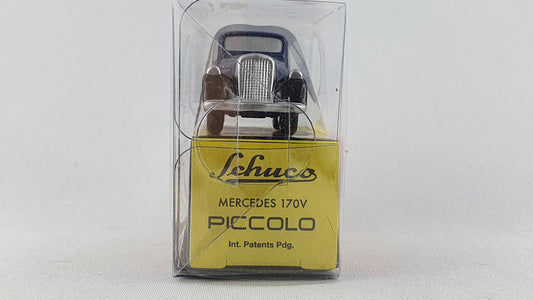 Schuco
MERCEDES 170V
PICCOLO
Int. Patents Pdg.